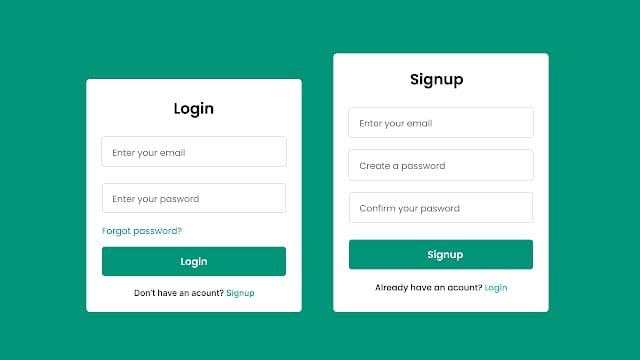 Login
Enter your email
Enter your pasword
Forgot password?
Login
Don't have an acount? Signup
Signup
Enter your email
Create a password
Confirm your pasword
Signup
Already have an acount? Login